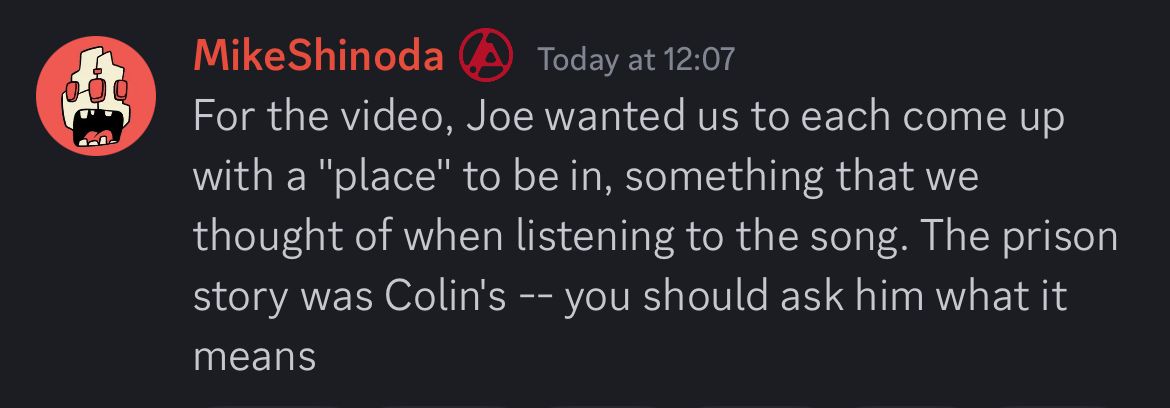 MikeShinoda Today at 12:07
For the video, Joe wanted us to each come up
with a "place" to be in, something that we
thought of when listening to the song. The prison
story was Colin's -- you should ask him what it
means